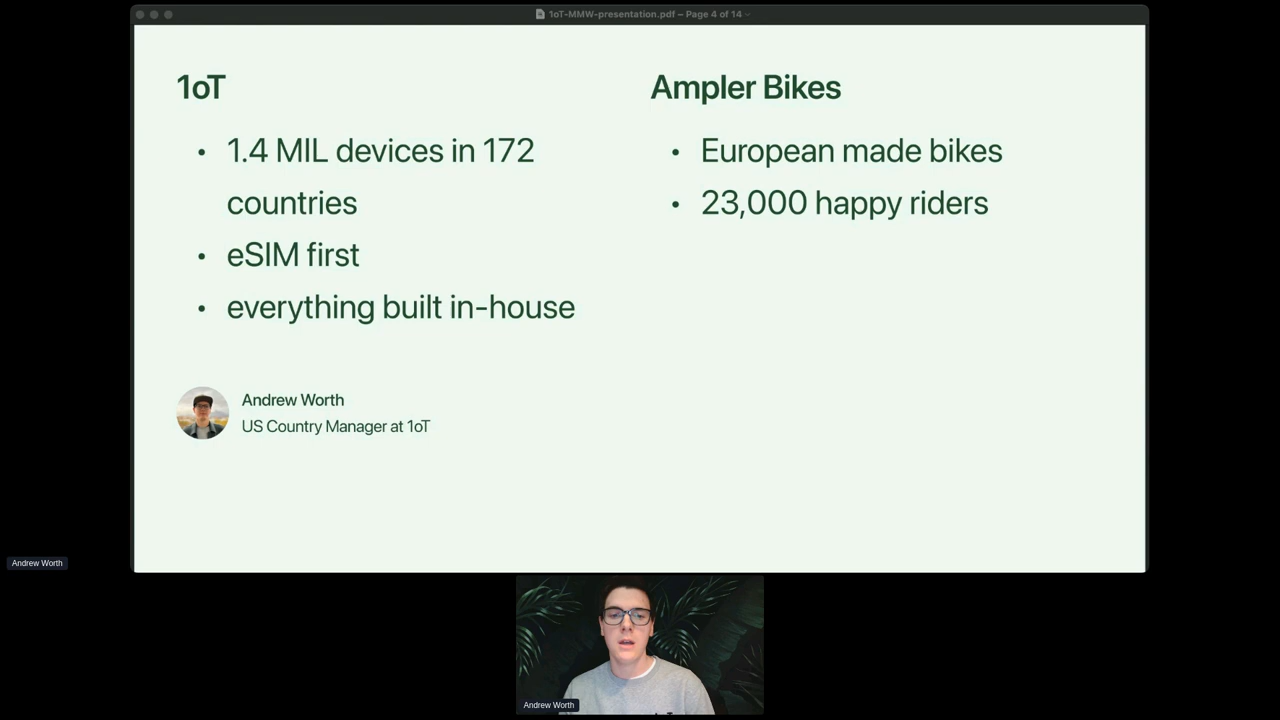 1oT-MMW-presentation.pdf – Page 4 of 14
1oT
• 1.4 MIL devices in 172
countries
• eSIM first
• everything built in-house
Andrew Worth
US Country Manager at 1oT
Ampler Bikes
• European made bikes
• 23,000 happy riders
Andrew Worth
Andrew Worth